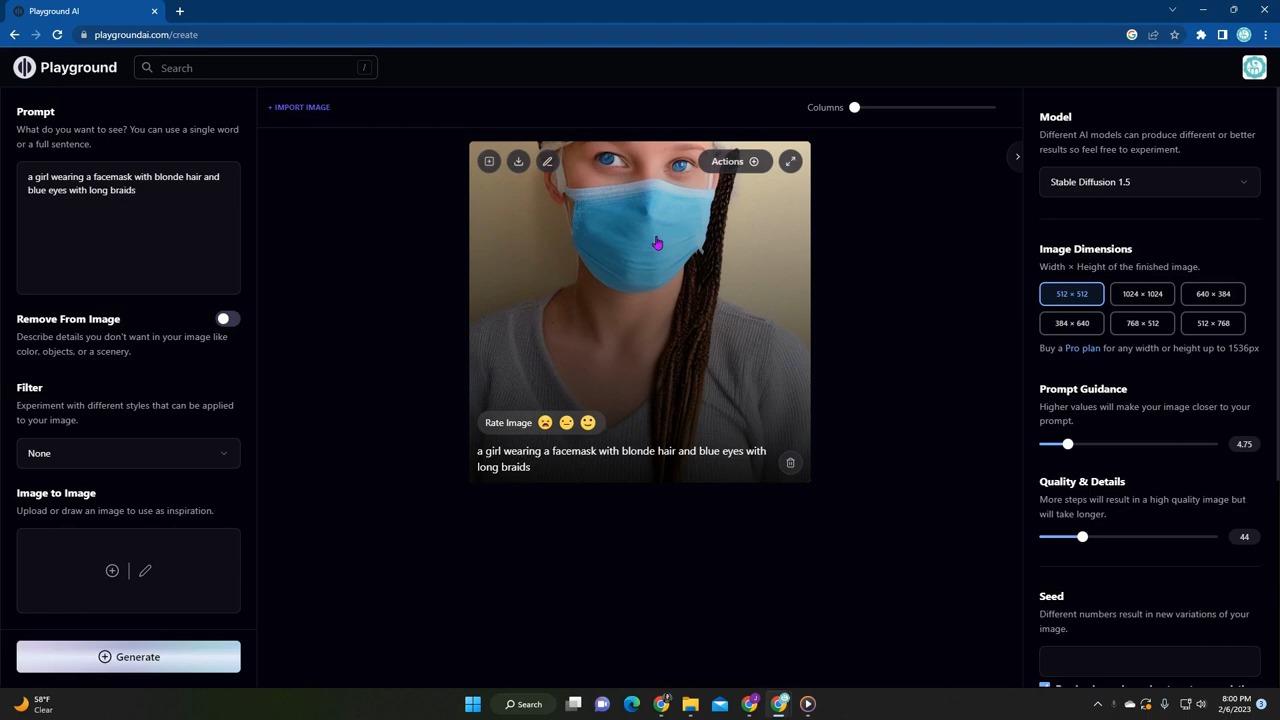 Playground AI
playgroundai.com/create
Playground
Search
/
Prompt
What do you want to see? You can use a single word
or a full sentence.
a girl wearing a facemask with blonde hair and
blue eyes with long braids
Remove From Image
Describe details you don't want in your image like
color, objects, or a scenery.
Filter
Experiment with different styles that can be applied
to your image.
None
Image to Image
Upload or draw an image to use as inspiration.
Generate
+ IMPORT IMAGE
Columns
Actions
Rate Image
a girl wearing a facemask with blonde hair and blue eyes with
long braids
Model
Different AI models can produce different or better
results so feel free to experiment.
Stable Diffusion 1.5
Image Dimensions
Width × Height of the finished image.
512 × 512
1024 × 1024
640 × 384
384 × 640
768 × 512
512 × 768
Buy a Pro plan for any width or height up to 1536px
Prompt Guidance
Higher values will make your image closer to your
prompt.
4.75
Quality & Details
More steps will result in a high quality image but
will take longer.
44
Seed
Different numbers result in new variations of your
image.
58°F
Clear
Search
8:00 PM
2/6/2023
3